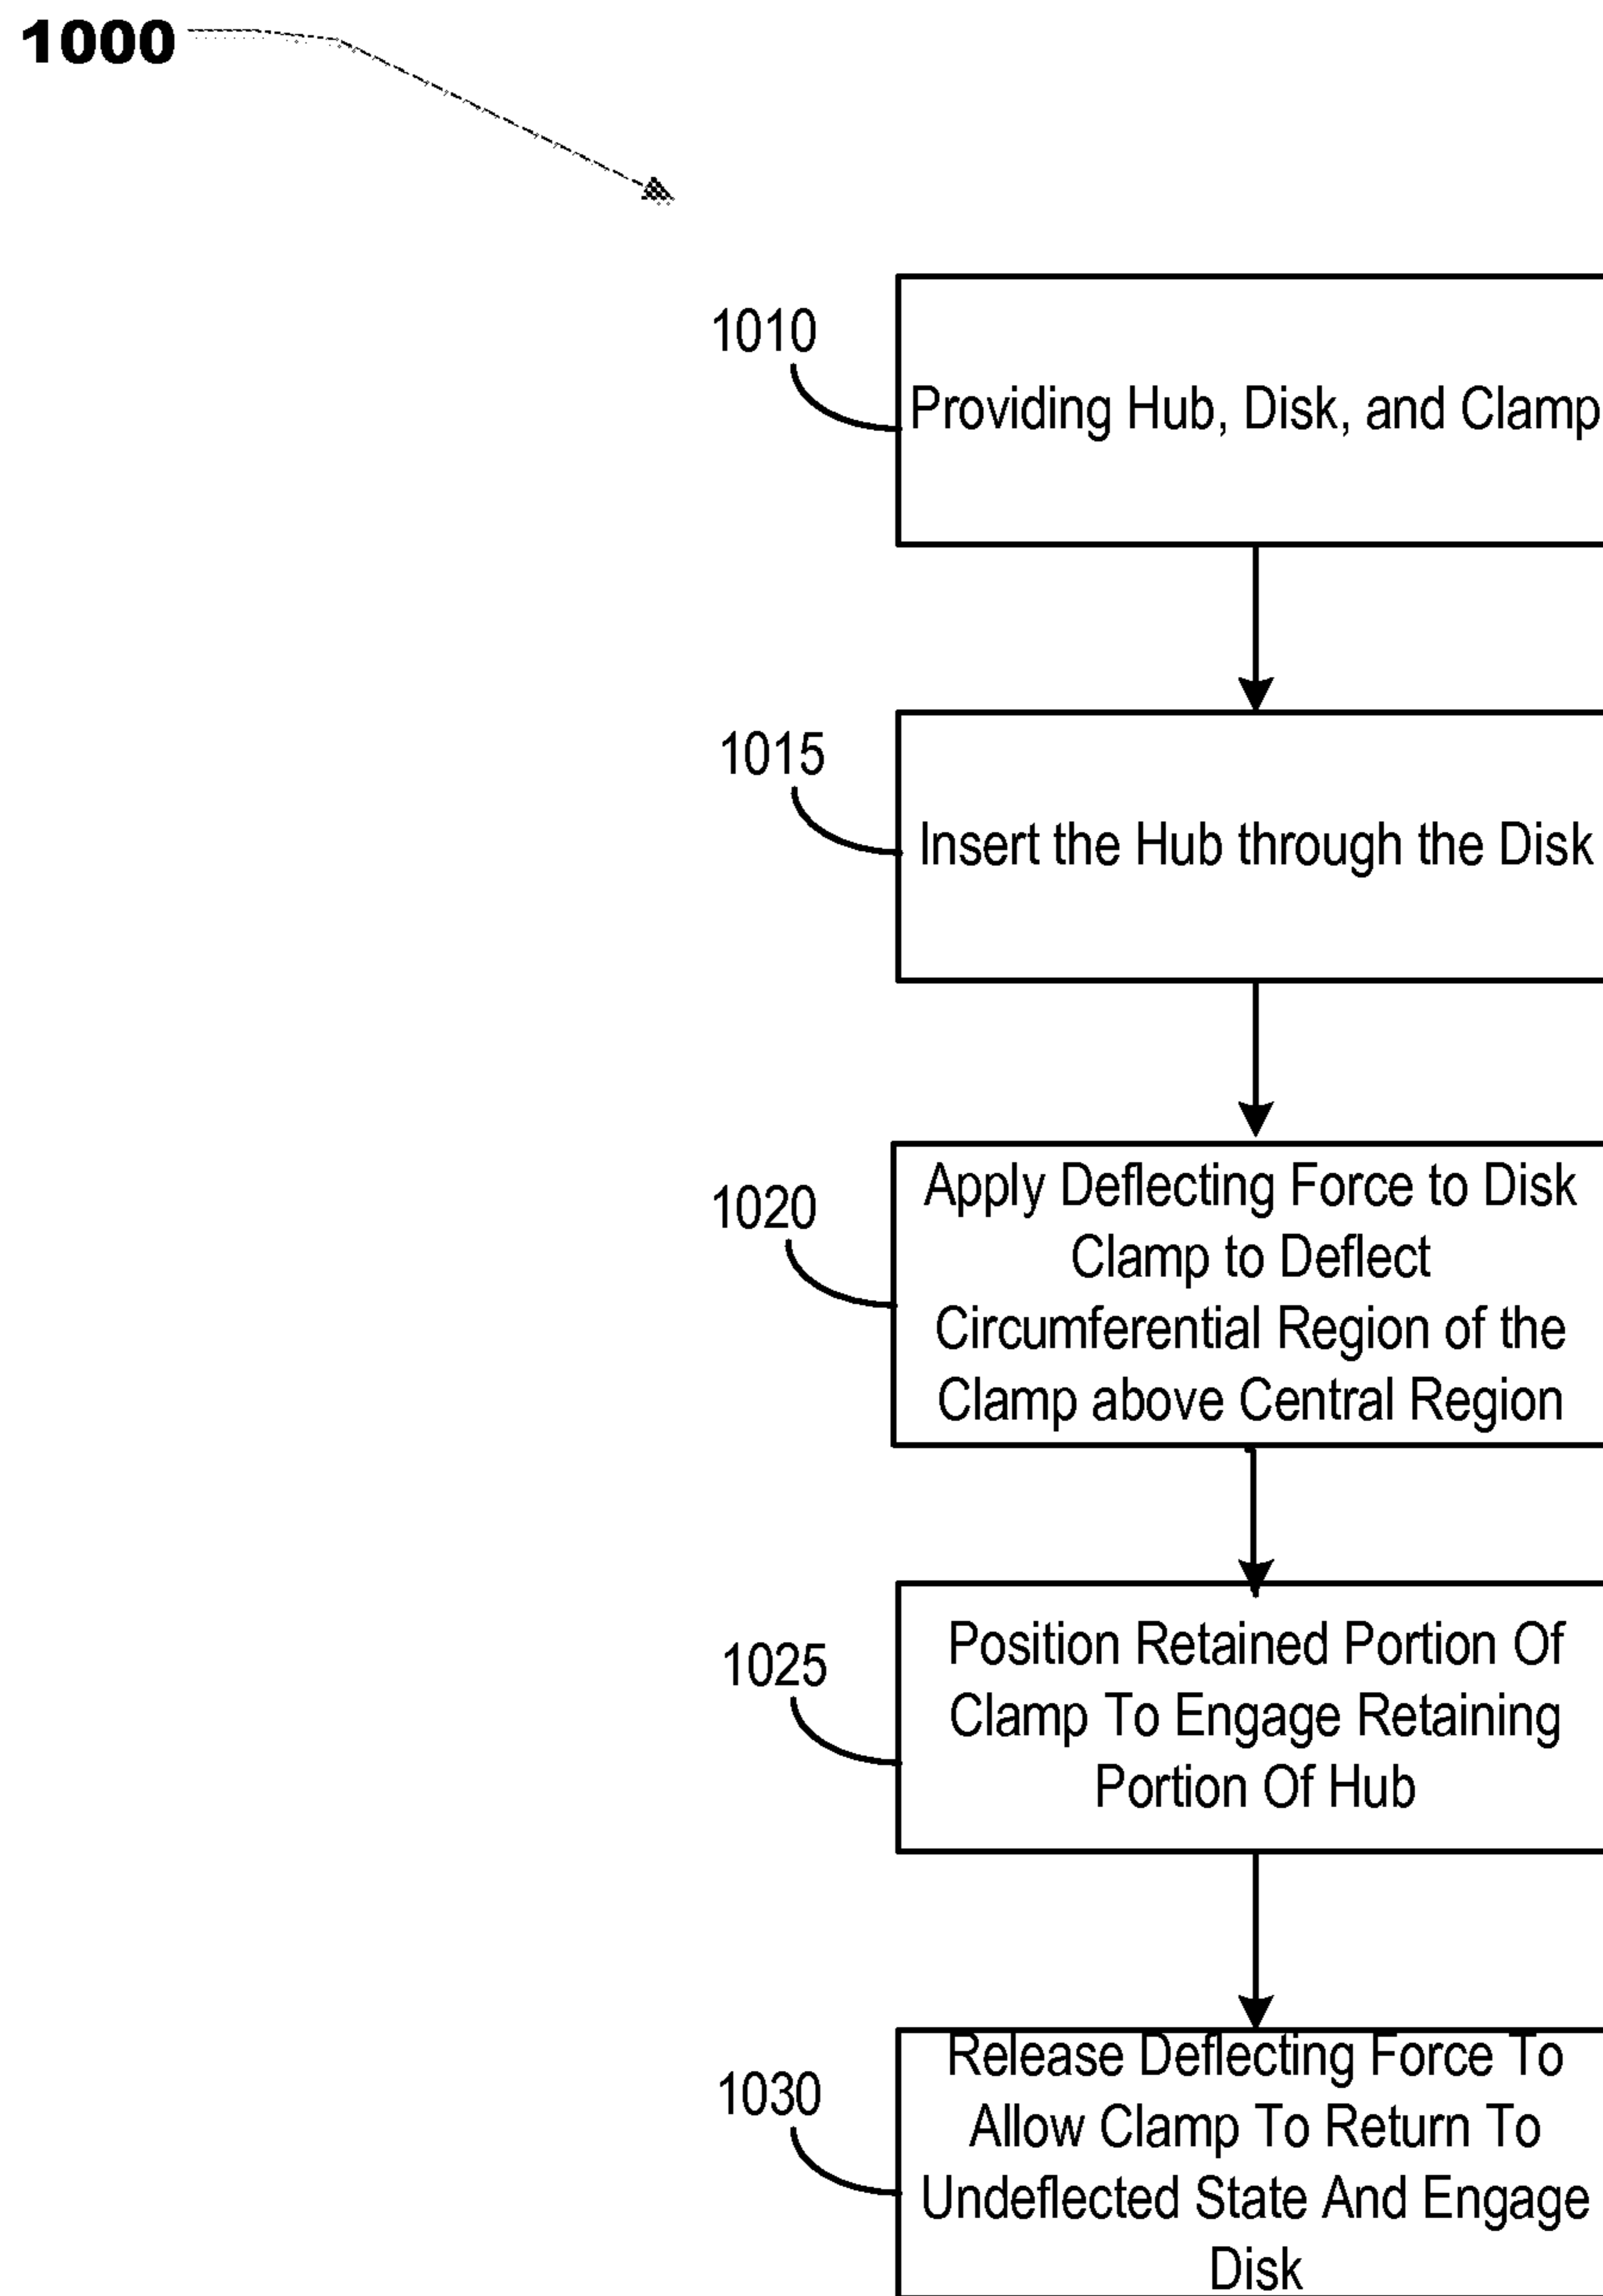 1000
1010
Providing Hub, Disk, and Clamp
1015
Insert the Hub through the Disk
1020
Apply Deflecting Force to Disk
Clamp to Deflect
Circumferential Region of the
Clamp above Central Region
1025
Position Retained Portion Of
Clamp To Engage Retaining
Portion Of Hub
1030
Release Deflecting Force To
Allow Clamp To Return To
Undeflected State And Engage
Disk